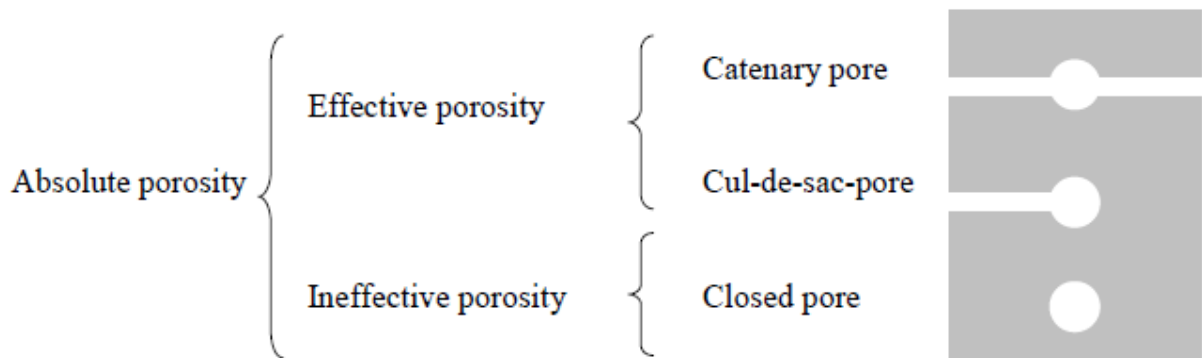 Absolute porosity
Effective porosity
Catenary pore
Cul-de-sac-pore
Ineffective porosity
Closed pore